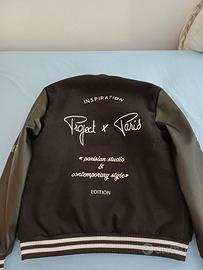 INSPIRATION
Project x Paris
« parisian studio
&
contemporary style»
EDITION